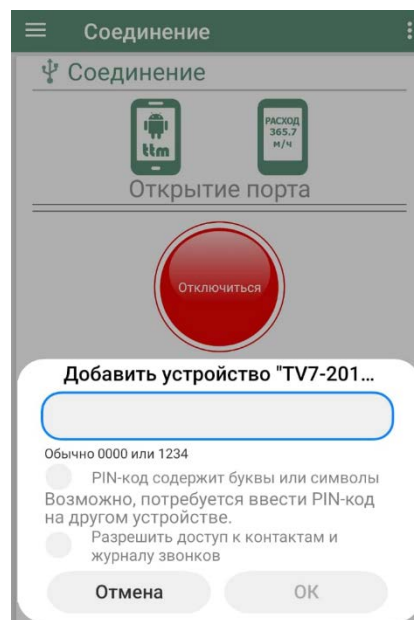 Соединение
Соединение
ttm
РАСХОД
365.7
м/ч
Открытие порта
Отключиться
Добавить устройство "TV7-201...
Обычно 0000 или 1234
PIN-код содержит буквы или символы
Возможно, потребуется ввести PIN-код
на другом устройстве.
Разрешить доступ к контактам и
журналу звонков
Отмена
ОК